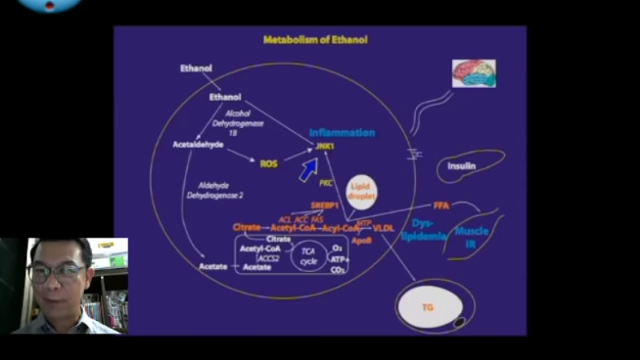 Metabolism of Ethanol
Ethanol
Ethanol
Alcohol
Dehydrogenase
1B
Inflammation
JNK1
Acetaldehyde
ROS
Insulin
PKC
Lipid
droplet
Aldehyde
Dehydrogenase 2
SREBP1
FFA
ACL ACC FAS
MTP
Citrate
Acetyl-CoA
Acyl-CoA
VLDL
Dys-
lipidemia
Muscle
IR
ApoB
Citrate
Acetyl-CoA
ACCS2
TCA
cycle
O₂
ATP
CO₂
Acetate
Acetate
TG